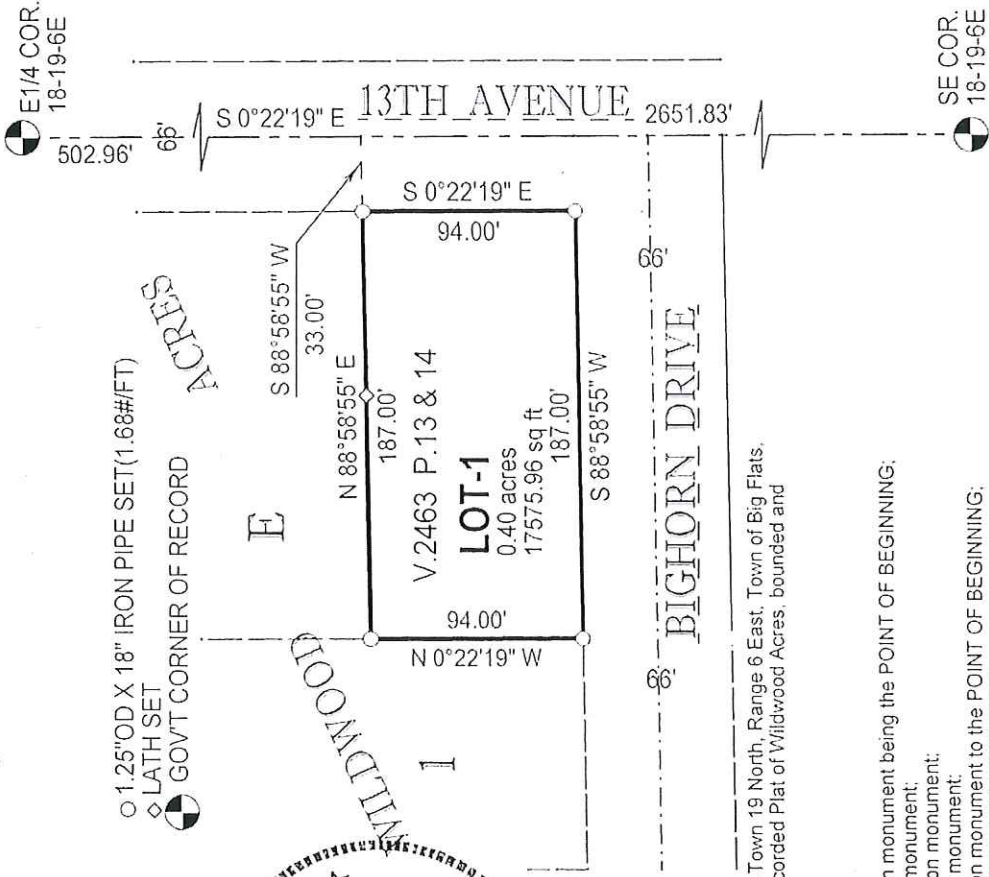 E1/4 COR.
18-19-6E
502.96'
66'
S 0°22'19" E
13TH AVENUE
2651.83'
SE COR.
18-19-6E
○ 1.25"OD X 18" IRON PIPE SET(1.68#/FT)
◇ LATH SET
GOV'T CORNER OF RECORD
WILDWOOD
ACRES
E
1
S 88°58'55" W
33.00'
N 88°58'55" E
187.00'
S 0°22'19" E
94.00'
V.2463 P.13 & 14
LOT-1
0.40 acres
17575.96 sq ft
94.00'
N 0°22'19" W
187.00'
S 88°58'55" W
66'
BIGHORN DRIVE
66'
Town 19 North, Range 6 East, Town of Big Flats,
corded Plat of Wildwood Acres, bounded and
n monument being the POINT OF BEGINNING;
monument;
on monument;
monument;
on monument to the POINT OF BEGINNING;